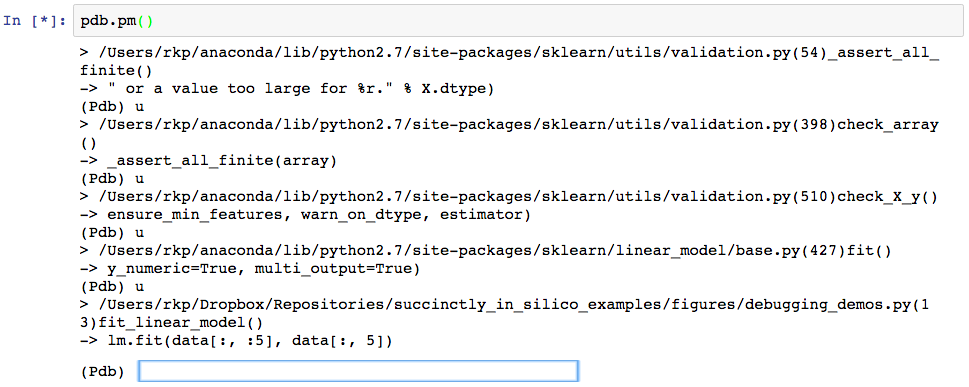 In [*]: pdb.pm()
> /Users/rkp/anaconda/lib/python2.7/site-packages/sklearn/utils/validation.py(54)_assert_all_
finite()
-> " or a value too large for %r." % X.dtype)
(Pdb) u
> /Users/rkp/anaconda/lib/python2.7/site-packages/sklearn/utils/validation.py(398)check_array
()
-> _assert_all_finite(array)
(Pdb) u
> /Users/rkp/anaconda/lib/python2.7/site-packages/sklearn/utils/validation.py(510)check_X_y()
-> ensure_min_features, warn_on_dtype, estimator)
(Pdb) u
> /Users/rkp/anaconda/lib/python2.7/site-packages/sklearn/linear_model/base.py(427)fit()
-> y_numeric=True, multi_output=True)
(Pdb) u
> /Users/rkp/Dropbox/Repositories/succinctly_in_silico_examples/figures/debugging_demos.py(1
3)fit_linear_model()
-> lm.fit(data[:, :5], data[:, 5])
(Pdb)